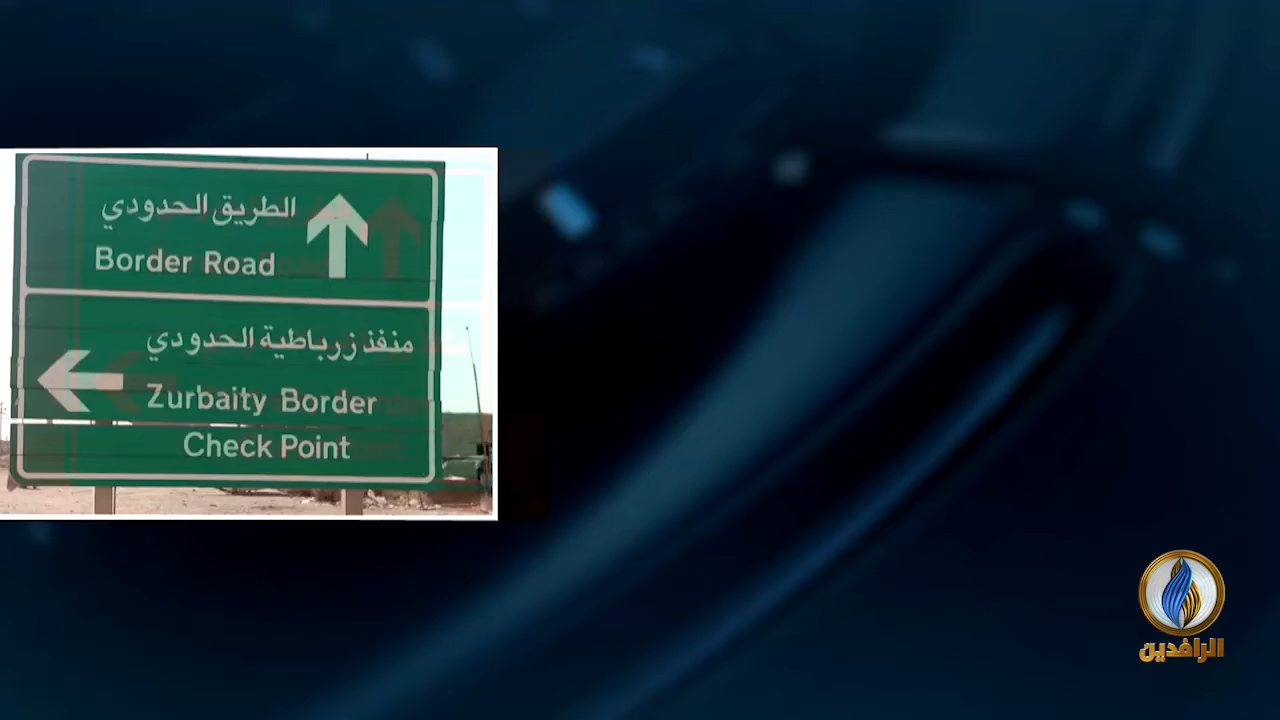 الطريق الحدودي
Border Road
منفذ زرباطية الحدودي
Zurbaity Border
Check Point
الرافدين